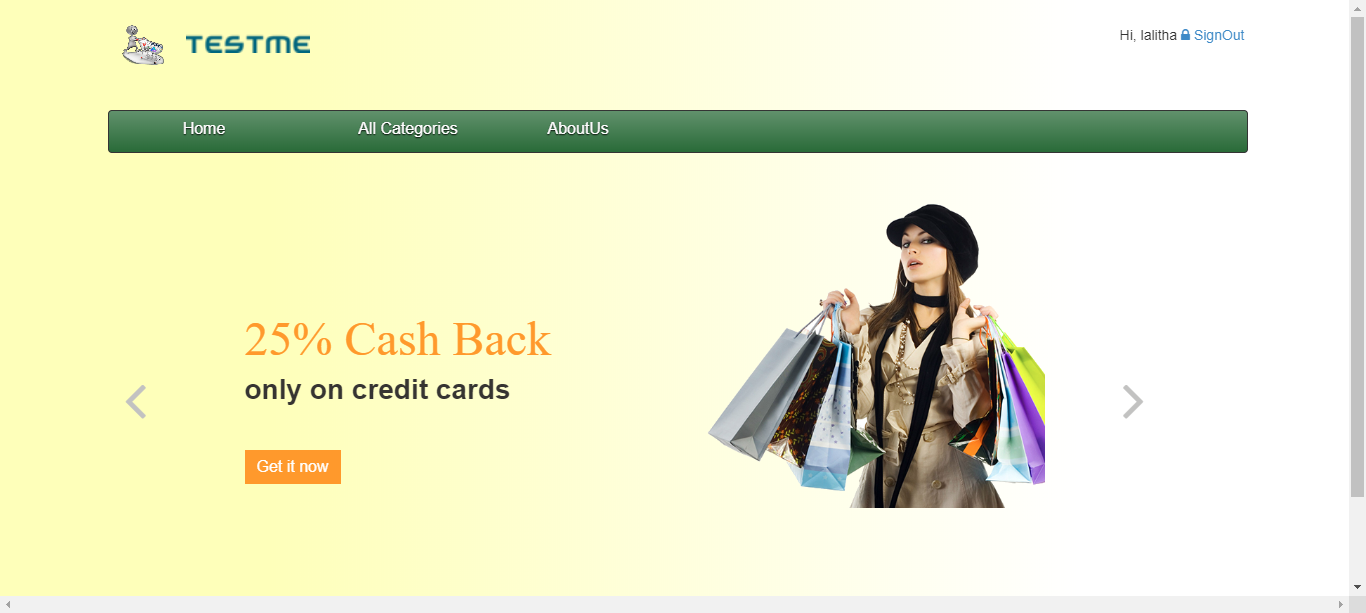 TESTME
Hi, lalitha SignOut
Home All Categories AboutUs
25% Cash Back
only on credit cards
Get it now